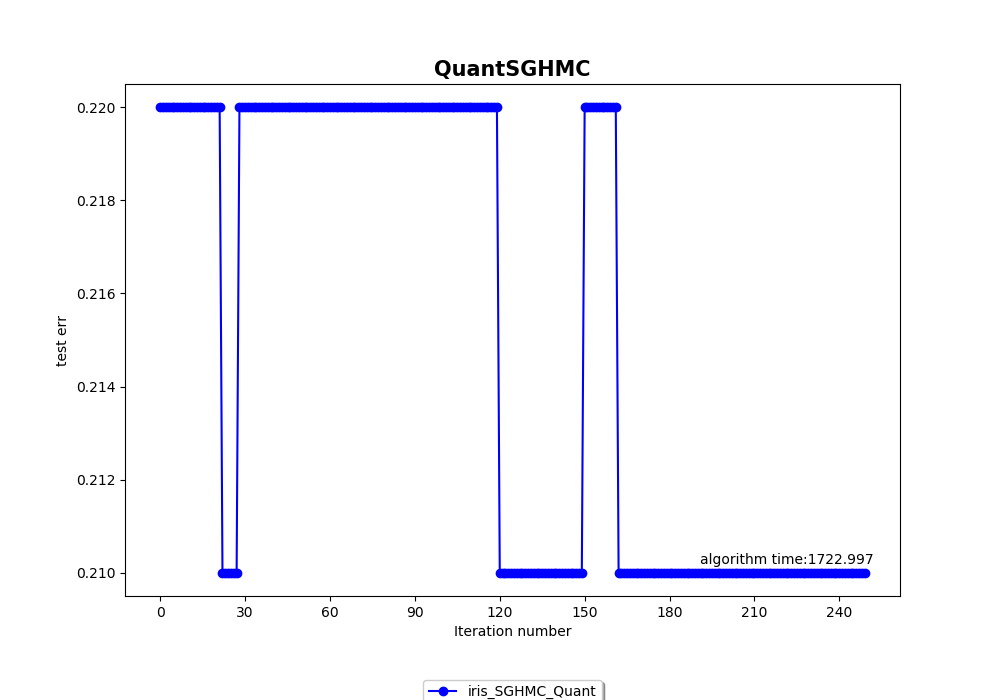 QuantSGHMC
0.220
0.218
0.216
0.214
0.212
0.210
test err
algorithm time:1722.997
0 30 60 90 120 150 180 210 240
Iteration number
iris_SGHMC_Quant